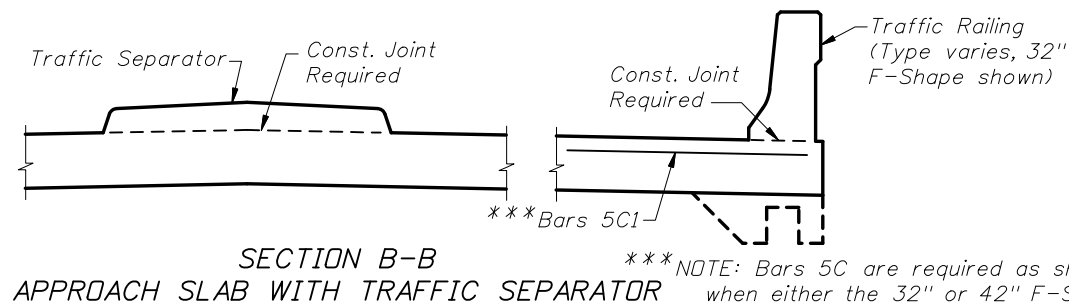 Traffic Separator
Const. Joint
Required
Const. Joint
Required
Traffic Railing
(Type varies, 32"
F-Shape shown)
***Bars 5C1
SECTION B-B
APPROACH SLAB WITH TRAFFIC SEPARATOR
***NOTE: Bars 5C are required as
when either the 32" or 42"